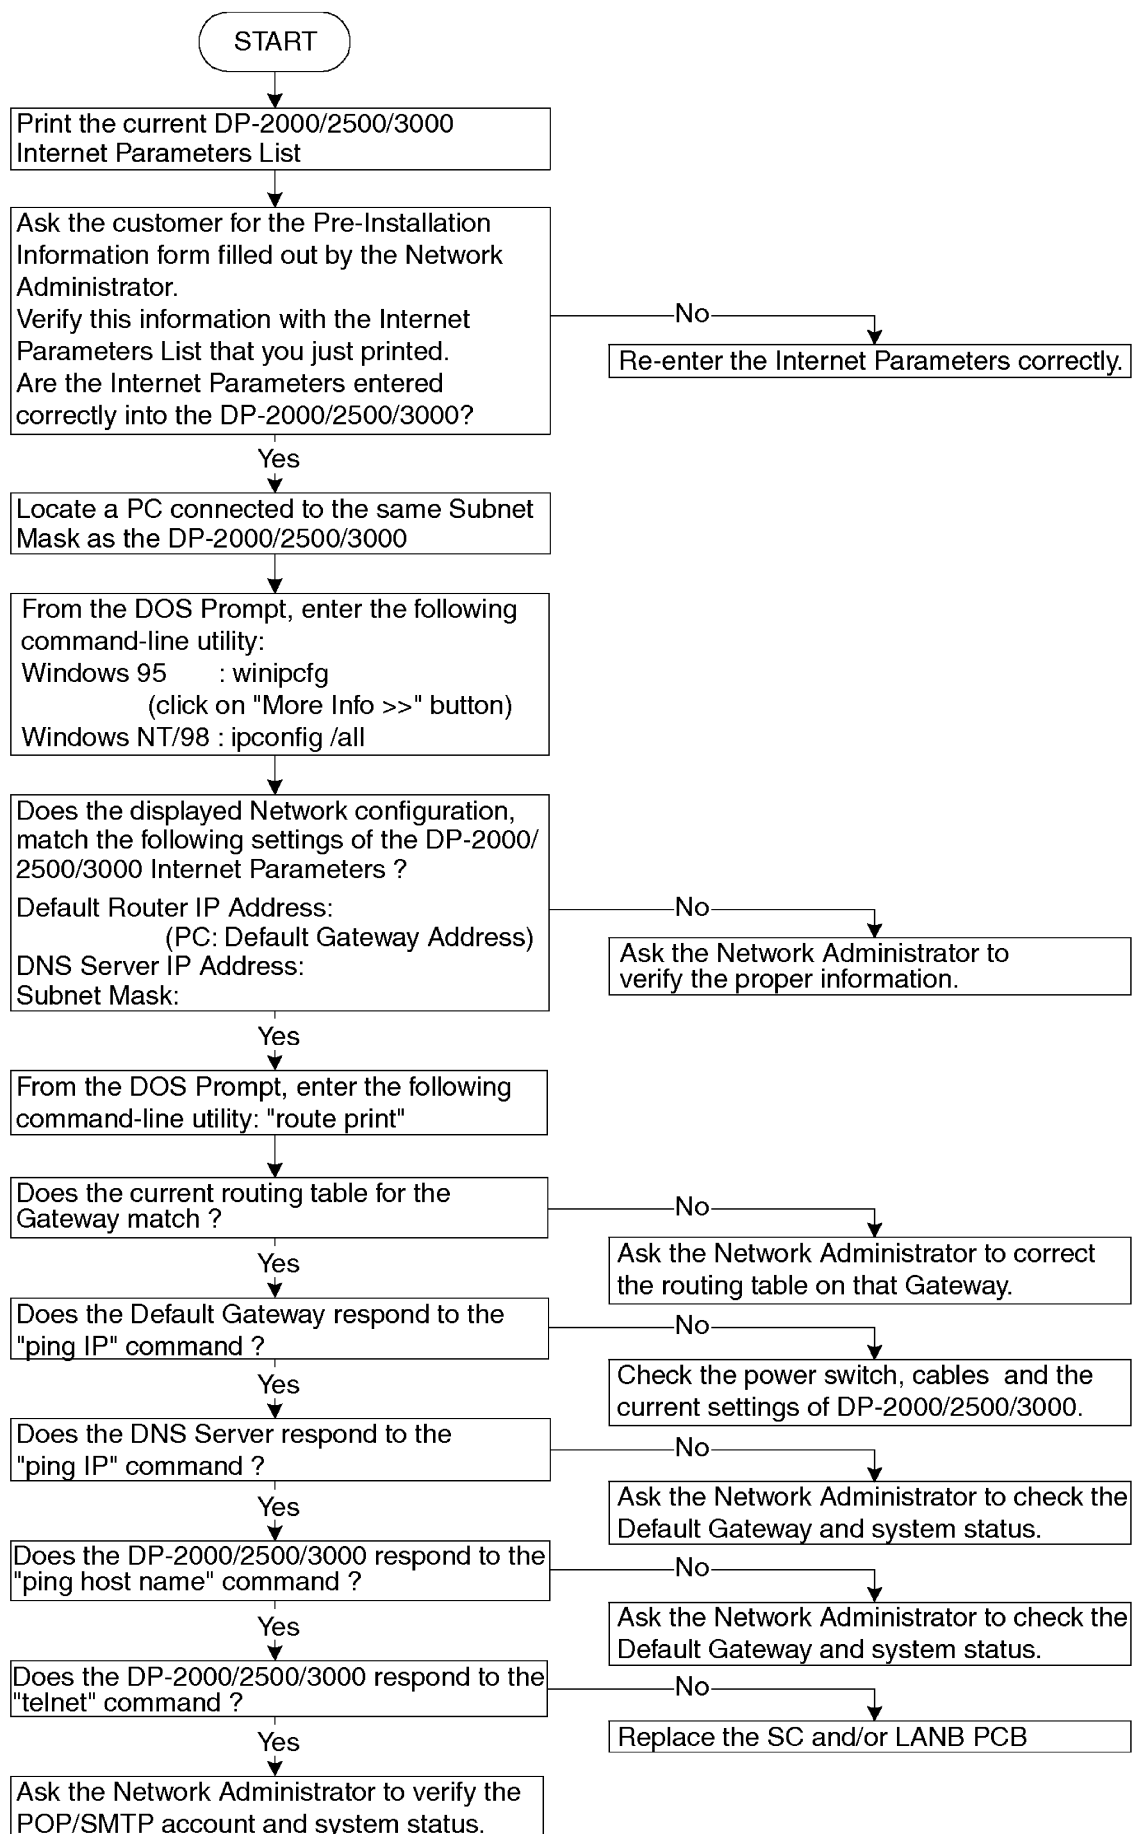 START
Print the current DP-2000/2500/3000
Internet Parameters List
Ask the customer for the Pre-Installation
Information form filled out by the Network
Administrator.
Verify this information with the Internet
Parameters List that you just printed.
Are the Internet Parameters entered
correctly into the DP-2000/2500/3000?
No
Re-enter the Internet Parameters correctly.
Yes
Locate a PC connected to the same Subnet
Mask as the DP-2000/2500/3000
From the DOS Prompt, enter the following
command-line utility:
Windows 95 : winipcfg
(click on "More Info >>" button)
Windows NT/98 : ipconfig /all
Does the displayed Network configuration,
match the following settings of the DP-2000/
2500/3000 Internet Parameters ?
Default Router IP Address:
(PC: Default Gateway Address)
DNS Server IP Address:
Subnet Mask:
No
Ask the Network Administrator to
verify the proper information.
Yes
From the DOS Prompt, enter the following
command-line utility: "route print"
Does the current routing table for the
Gateway match ?
No
Ask the Network Administrator to correct
the routing table on that Gateway.
Yes
Does the Default Gateway respond to the
"ping IP" command ?
No
Check the power switch, cables and the
current settings of DP-2000/2500/3000.
Yes
Does the DNS Server respond to the
"ping IP" command ?
No
Ask the Network Administrator to check the
Default Gateway and system status.
Yes
Does the DP-2000/2500/3000 respond to the
"ping host name" command ?
No
Ask the Network Administrator to check the
Default Gateway and system status.
Yes
Does the DP-2000/2500/3000 respond to the
"telnet" command ?
No
Replace the SC and/or LANB PCB
Yes
Ask the Network Administrator to verify the
POP/SMTP account and system status.